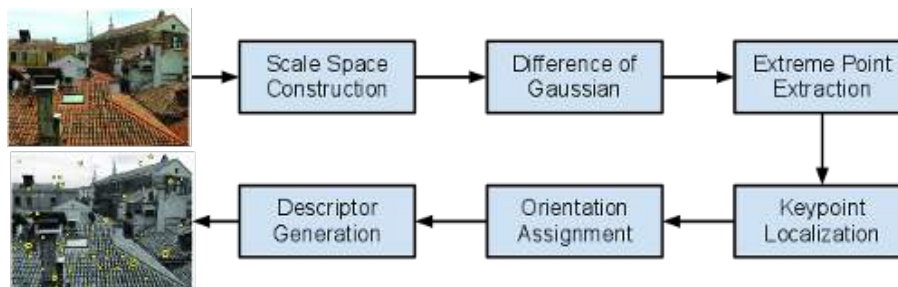 Scale Space
Construction
Difference of
Gaussian
Extreme Point
Extraction
Keypoint
Localization
Orientation
Assignment
Descriptor
Generation